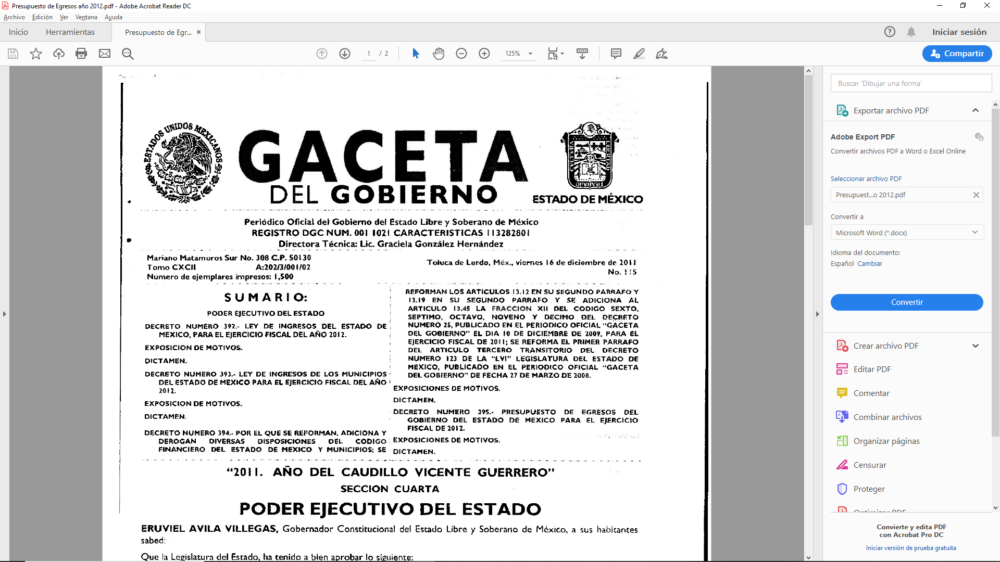 Presupuesto de Egresos año 2012.pdf - Adobe Acrobat Reader DC
Archivo Edición Ver Ventana Ayuda
Inicio Herramientas Presupuesto de Egr... × Iniciar sesión
1 / 2 125% Compartir
ESTADOS UNIDOS MEXICANOS
GACETA
DEL GOBIERNO
ESTADO DE MÉXICO
Periódico Oficial del Gobierno del Estado Libre y Soberano de México
REGISTRO DGC NUM. 001 1021 CARACTERISTICAS 113282801
Directora Técnica: Lic. Graciela González Hernández
Mariano Matamoros Sur No. 308 C.P. 50130
Tomo CXCII A:202/3/001/02
Número de ejemplares impresos: 1,500
Toluca de Lerdo, Méx., viernes 16 de diciembre de 2011
No. 115
SUMARIO:
PODER EJECUTIVO DEL ESTADO
DECRETO NUMERO 392.- LEY DE INGRESOS DEL ESTADO DE
MEXICO, PARA EL EJERCICIO FISCAL DEL AÑO 2012.
EXPOSICION DE MOTIVOS.
DICTAMEN.
DECRETO NUMERO 393.- LEY DE INGRESOS DE LOS MUNICIPIOS
DEL ESTADO DE MEXICO PARA EL EJERCICIO FISCAL DEL AÑO
2012.
EXPOSICION DE MOTIVOS.
DICTAMEN.
DECRETO NUMERO 394.- POR EL QUE SE REFORMAN, ADICIONA Y
DEROGAN DIVERSAS DISPOSICIONES DEL CODIGO
FINANCIERO DEL ESTADO DE MEXICO Y MUNICIPIOS; SE
REFORMAN LOS ARTICULOS 13.12 EN SU SEGUNDO PARRAFO Y
13.19 EN SU SEGUNDO PARRAFO Y SE ADICIONA AL
ARTICULO 13.45 LA FRACCION XII DEL CODIGO SEXTO,
SEPTIMO, OCTAVO, NOVENO Y DECIMO DEL DECRETO
NUMERO 25, PUBLICADO EN EL PERIODICO OFICIAL "GACETA
DEL GOBIERNO" EL DIA 10 DE DICIEMBRE DE 2009, PARA EL
EJERCICIO FISCAL DE 2011; SE REFORMA EL PRIMER PARRAFO
DEL ARTICULO TERCERO TRANSITORIO DEL DECRETO
NUMERO 123 DE LA "LVI" LEGISLATURA DEL ESTADO DE
MEXICO, PUBLICADO EN EL PERIODICO OFICIAL "GACETA
DEL GOBIERNO" DE FECHA 27 DE MARZO DE 2008.
EXPOSICIONES DE MOTIVOS.
DICTAMEN.
DECRETO NUMERO 395.- PRESUPUESTO DE EGRESOS DEL
GOBIERNO DEL ESTADO DE MEXICO PARA EL EJERCICIO
FISCAL DE 2012.
EXPOSICIONES DE MOTIVOS.
DICTAMEN.
"2011. AÑO DEL CAUDILLO VICENTE GUERRERO"
SECCION CUARTA
PODER EJECUTIVO DEL ESTADO
ERUVIEL AVILA VILLEGAS, Gobernador Constitucional del Estado Libre y Soberano de México, a sus habitantes
sabed:
Que la Legislatura del Estado, ha tenido a bien aprobar lo siguiente:
Buscar 'Dibujar una forma'
Exportar archivo PDF
Adobe Export PDF
Convertir archivos PDF a Word o Excel Online
Seleccionar archivo PDF
Presupuest...o 2012.pdf
Convertir a
Microsoft Word (*.docx)
Idioma del documento:
Español Cambiar
Convertir
Crear archivo PDF
Editar PDF
Comentar
Combinar archivos
Organizar páginas
Censurar
Proteger
Optimizar PDF
Convierte y edita PDF
con Acrobat Pro DC
Iniciar versión de prueba gratuita